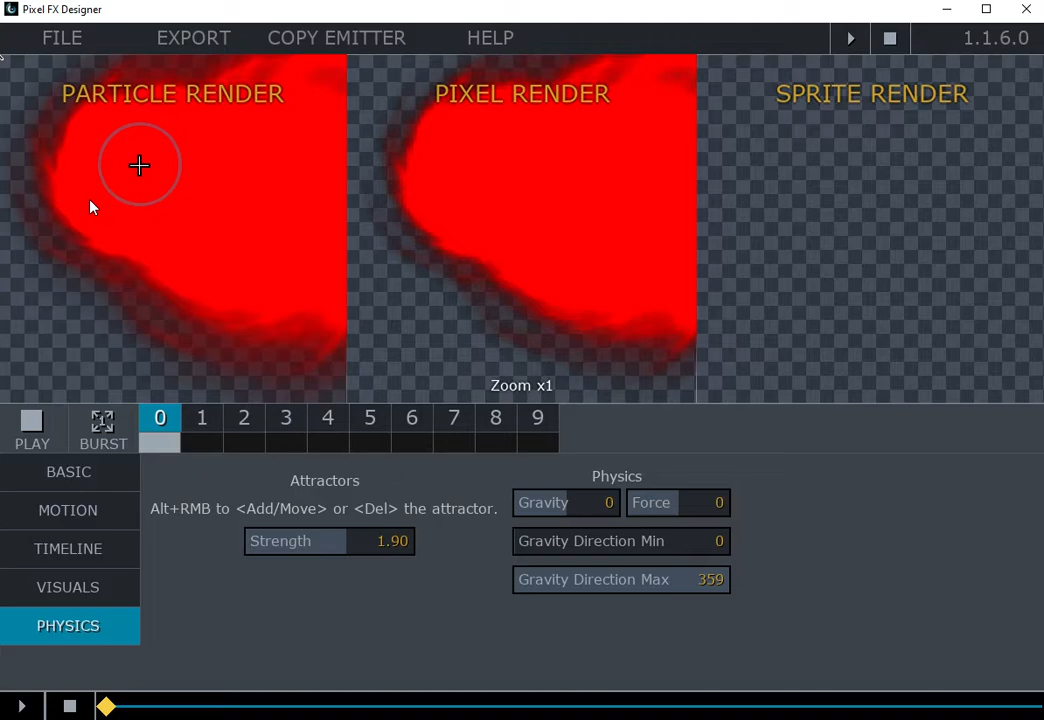 Pixel FX Designer
FILE EXPORT COPY EMITTER HELP 1.1.6.0
PARTICLE RENDER PIXEL RENDER SPRITE RENDER
Zoom x1
PLAY 1 BURST 0 1 2 3 4 5 6 7 8 9
BASIC
MOTION
TIMELINE
VISUALS
PHYSICS
Attractors
Alt+RMB to <Add/Move> or <Del> the attractor.
Strength 1.90
Physics
Gravity 0 Force 0
Gravity Direction Min 0
Gravity Direction Max 359